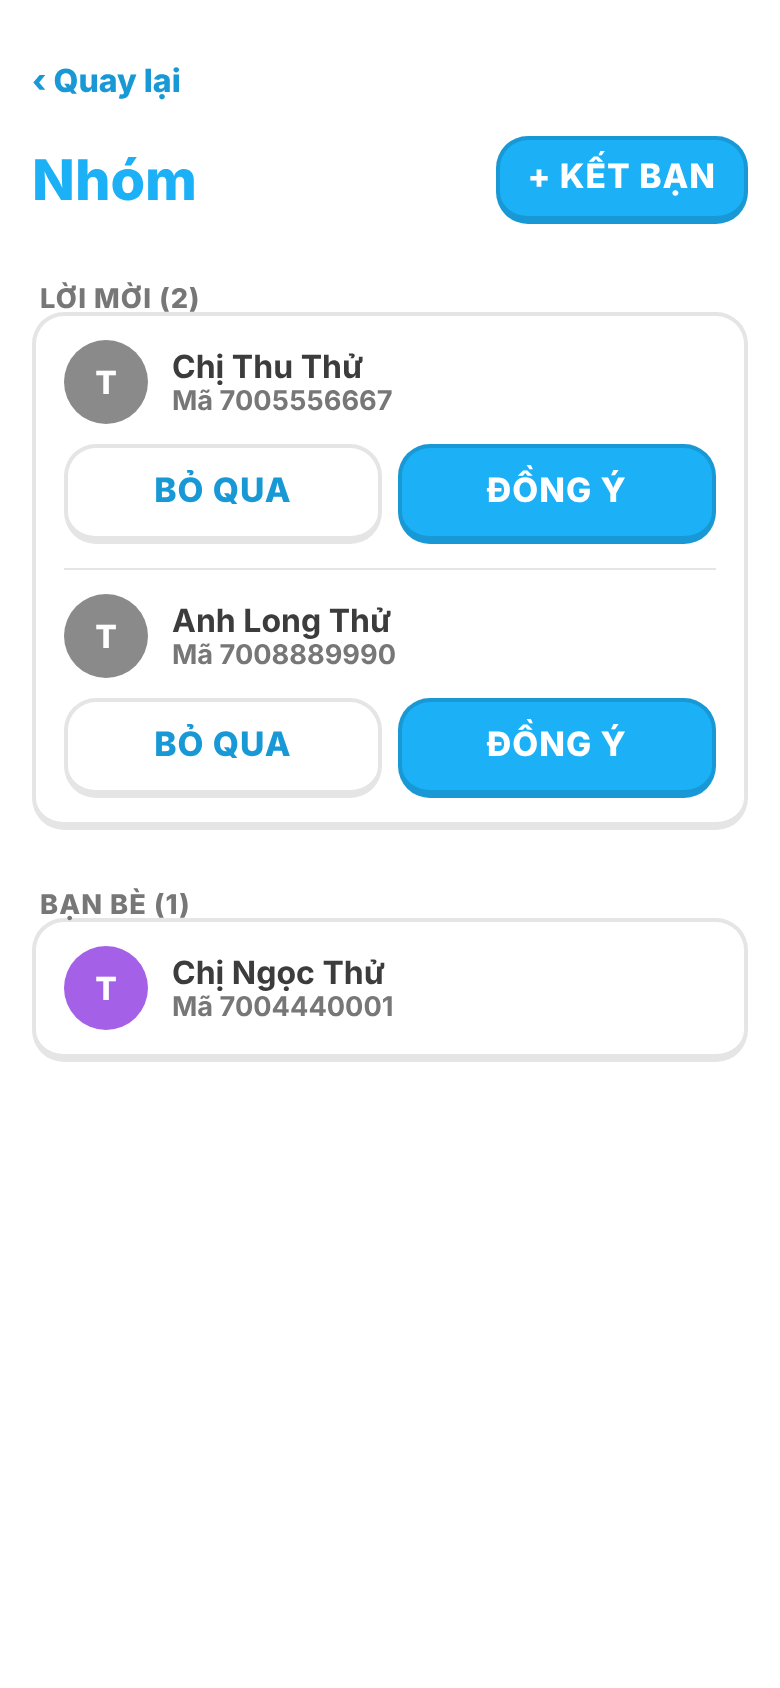 ‹ Quay lại
Nhóm
+ KẾT BẠN
LỜI MỜI (2)
T
Chị Thu Thử
Mã 7005556667
BỎ QUA
ĐỒNG Ý
T
Anh Long Thử
Mã 7008889990
BỎ QUA
ĐỒNG Ý
BẠN BÈ (1)
T
Chị Ngọc Thử
Mã 7004440001